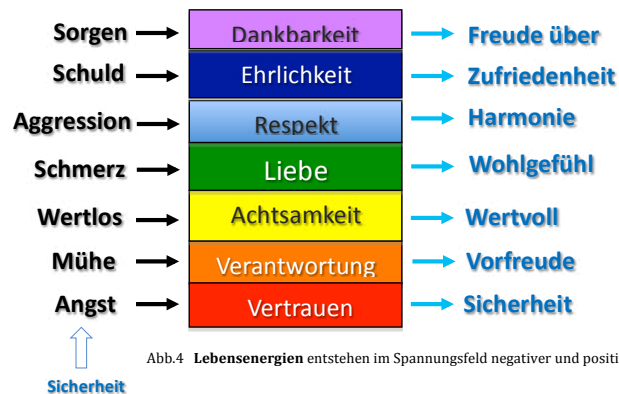 Sorgen Dankbarkeit Freude über
Schuld Ehrlichkeit Zufriedenheit
Aggression Respekt Harmonie
Schmerz Liebe Wohlgefühl
Wertlos Achtsamkeit Wertvoll
Mühe Verantwortung Vorfreude
Angst Vertrauen Sicherheit
Abb.4 Lebensenergien entstehen im Spannungsfeld negativer und positi
Sicherheit